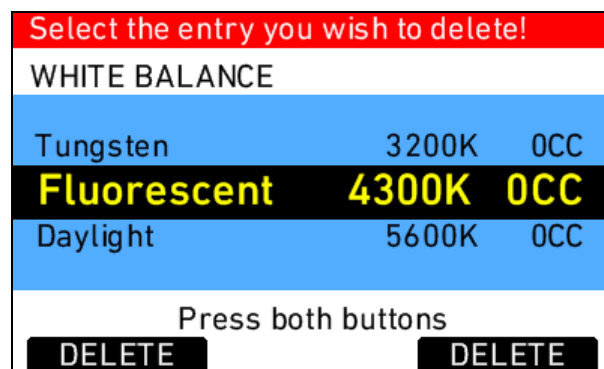 Select the entry you wish to delete!
WHITE BALANCE
Tungsten 3200K 0CC
Fluorescent 4300K 0CC
Daylight 5600K 0CC
Press both buttons
DELETE DELETE